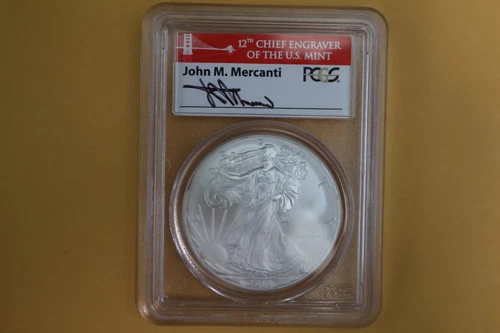 12TH CHIEF ENGRAVER
OF THE U.S. MINT
John M. Mercanti
PCGS